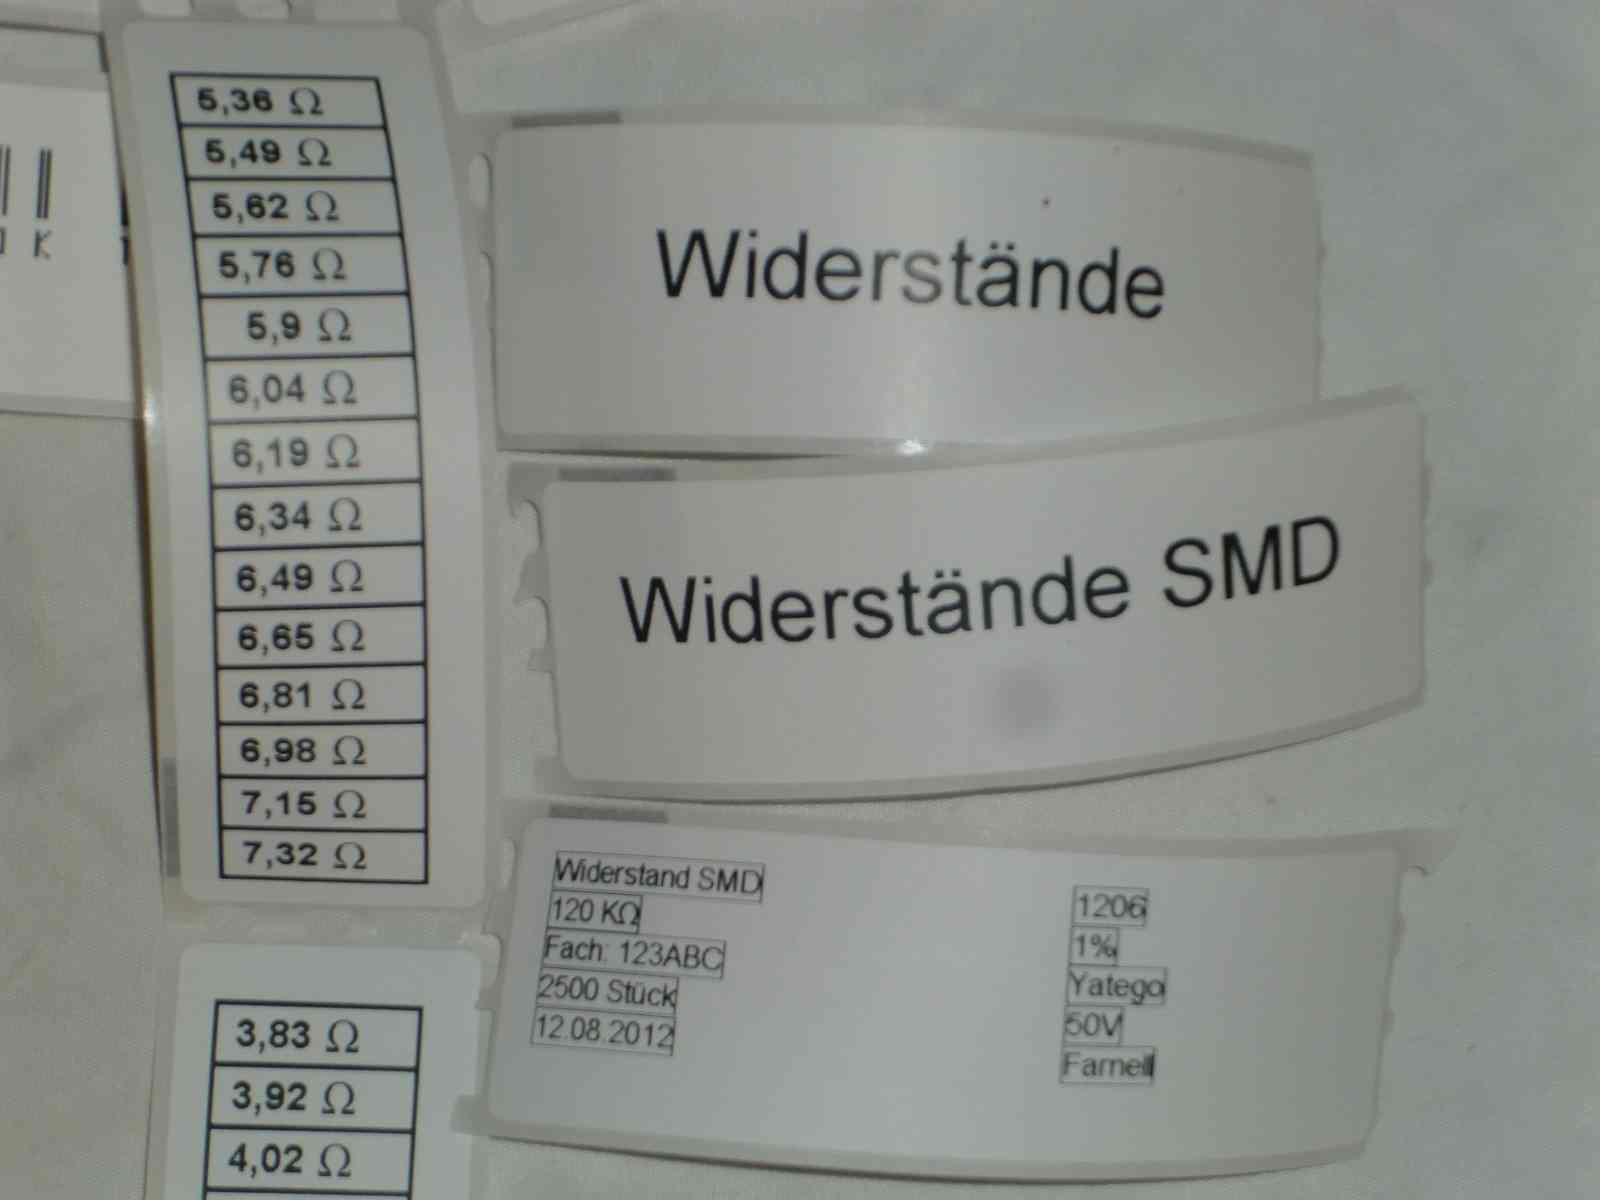 K
5,36 Ω
5,49 Ω
5,62 Ω
5,76 Ω
5,9 Ω
6,04 Ω
6,19 Ω
6,34 Ω
6,49 Ω
6,65 Ω
6,81 Ω
6,98 Ω
7,15 Ω
7,32 Ω
3,83 Ω
3,92 Ω
4,02 Ω
Widerstände
Widerstände SMD
Widerstand SMD
120 KΩ
Fach: 123ABC
2500 Stück
12.08.2012
1206
1%
Yatego
50V
Farnell